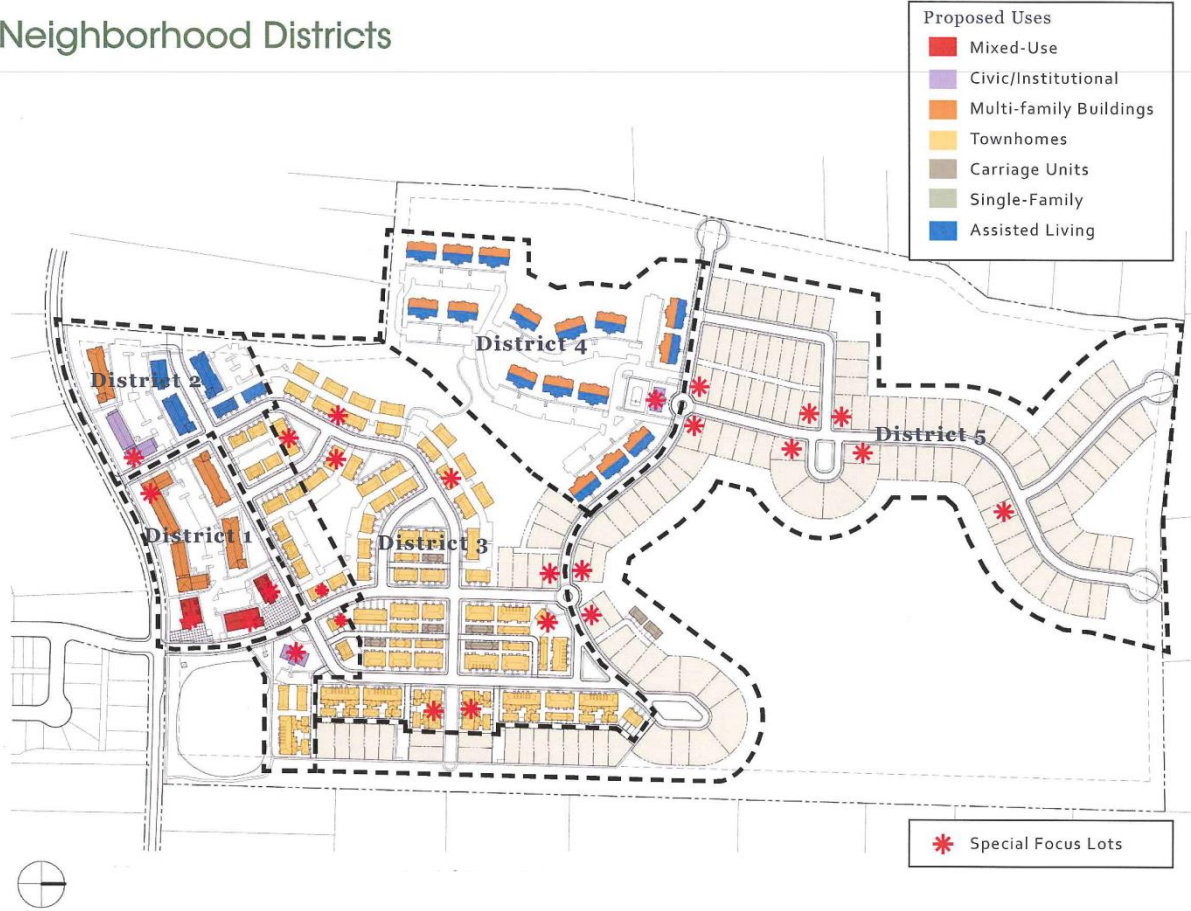 Neighborhood Districts
Proposed Uses
Mixed-Use
Civic/Institutional
Multi-family Buildings
Townhomes
Carriage Units
Single-Family
Assisted Living
District 4
District 2
District 5
District 1
District 3
Special Focus Lots